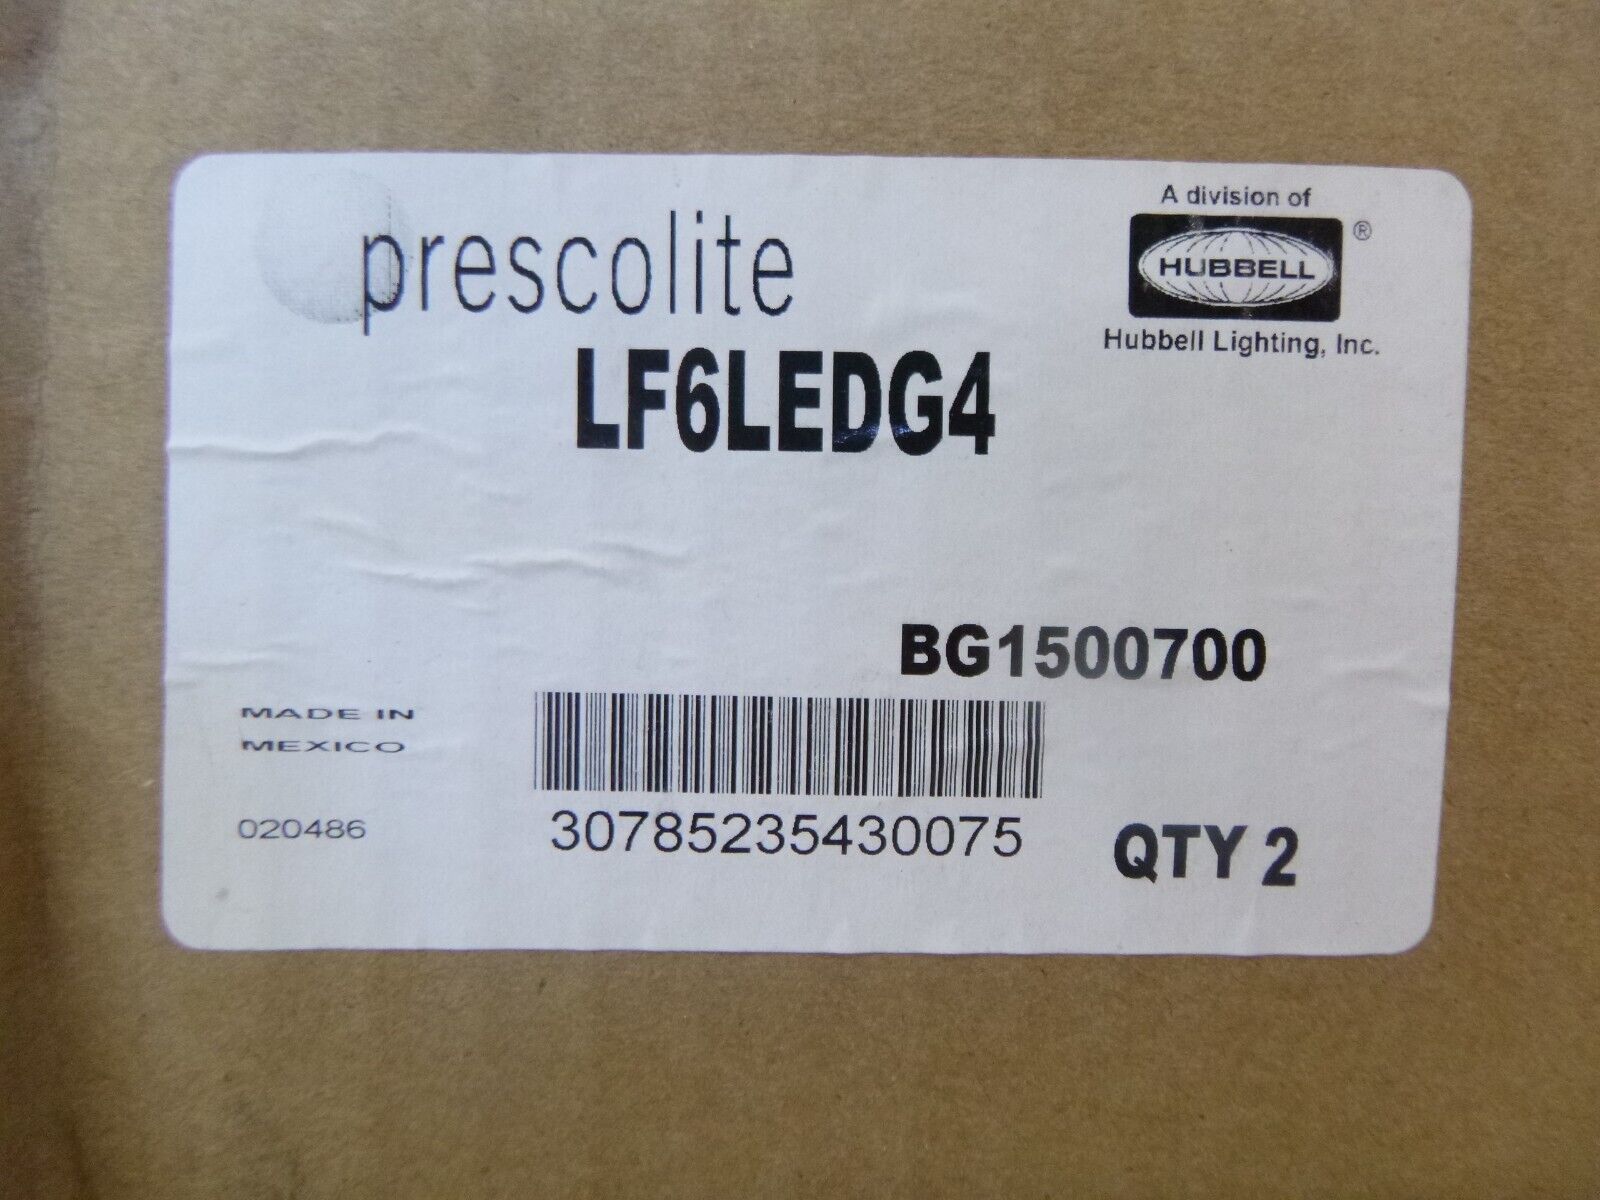 prescolite
A division of
HUBBELL ®
Hubbell Lighting, Inc.
LF6LEDG4
BG1500700
MADE IN
MEXICO
020486
30785235430075
QTY 2